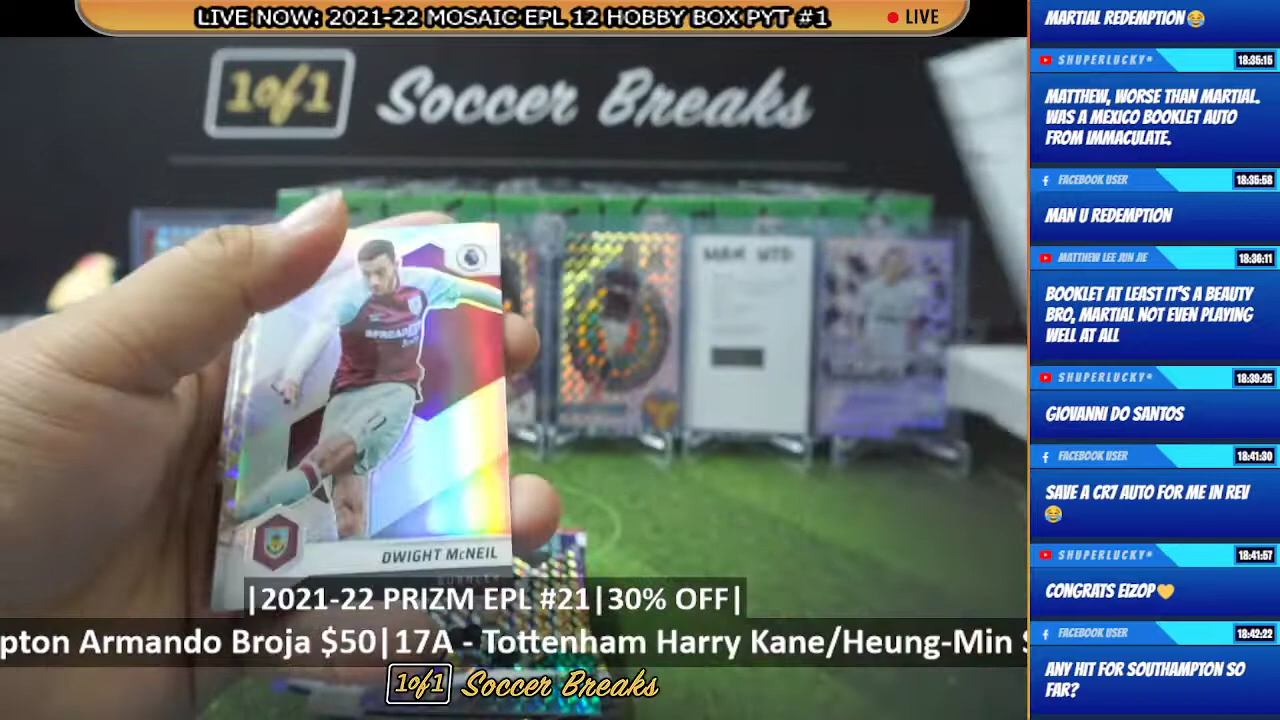 LIVE NOW: 2021-22 MOSAIC EPL 12 HOBBY BOX PYT #1
LIVE
1of1 Soccer Breaks
MAN UTD
DWIGHT McNEIL
BURNLEY
|2021-22 PRIZM EPL #21|30% OFF|
pton Armando Broja $50|17A - Tottenham Harry Kane/Heung-Min S
1of1 Soccer Breaks
MARTIAL REDEMPTION😂
SHUPERLUCKY® 18:35:15
MATTHEW, WORSE THAN MARTIAL.
WAS A MEXICO BOOKLET AUTO
FROM IMMACULATE.
FACEBOOK USER 18:35:58
MAN U REDEMPTION
MATTHEW LEE JUN JIE 18:36:11
BOOKLET AT LEAST IT'S A BEAUTY
BRO, MARTIAL NOT EVEN PLAYING
WELL AT ALL
SHUPERLUCKY® 18:39:25
GIOVANNI DO SANTOS
FACEBOOK USER 18:41:30
SAVE A CR7 AUTO FOR ME IN REV
😂
SHUPERLUCKY® 18:41:57
CONGRATS EIZOP💛
FACEBOOK USER 18:42:22
ANY HIT FOR SOUTHAMPTON SO
FAR?